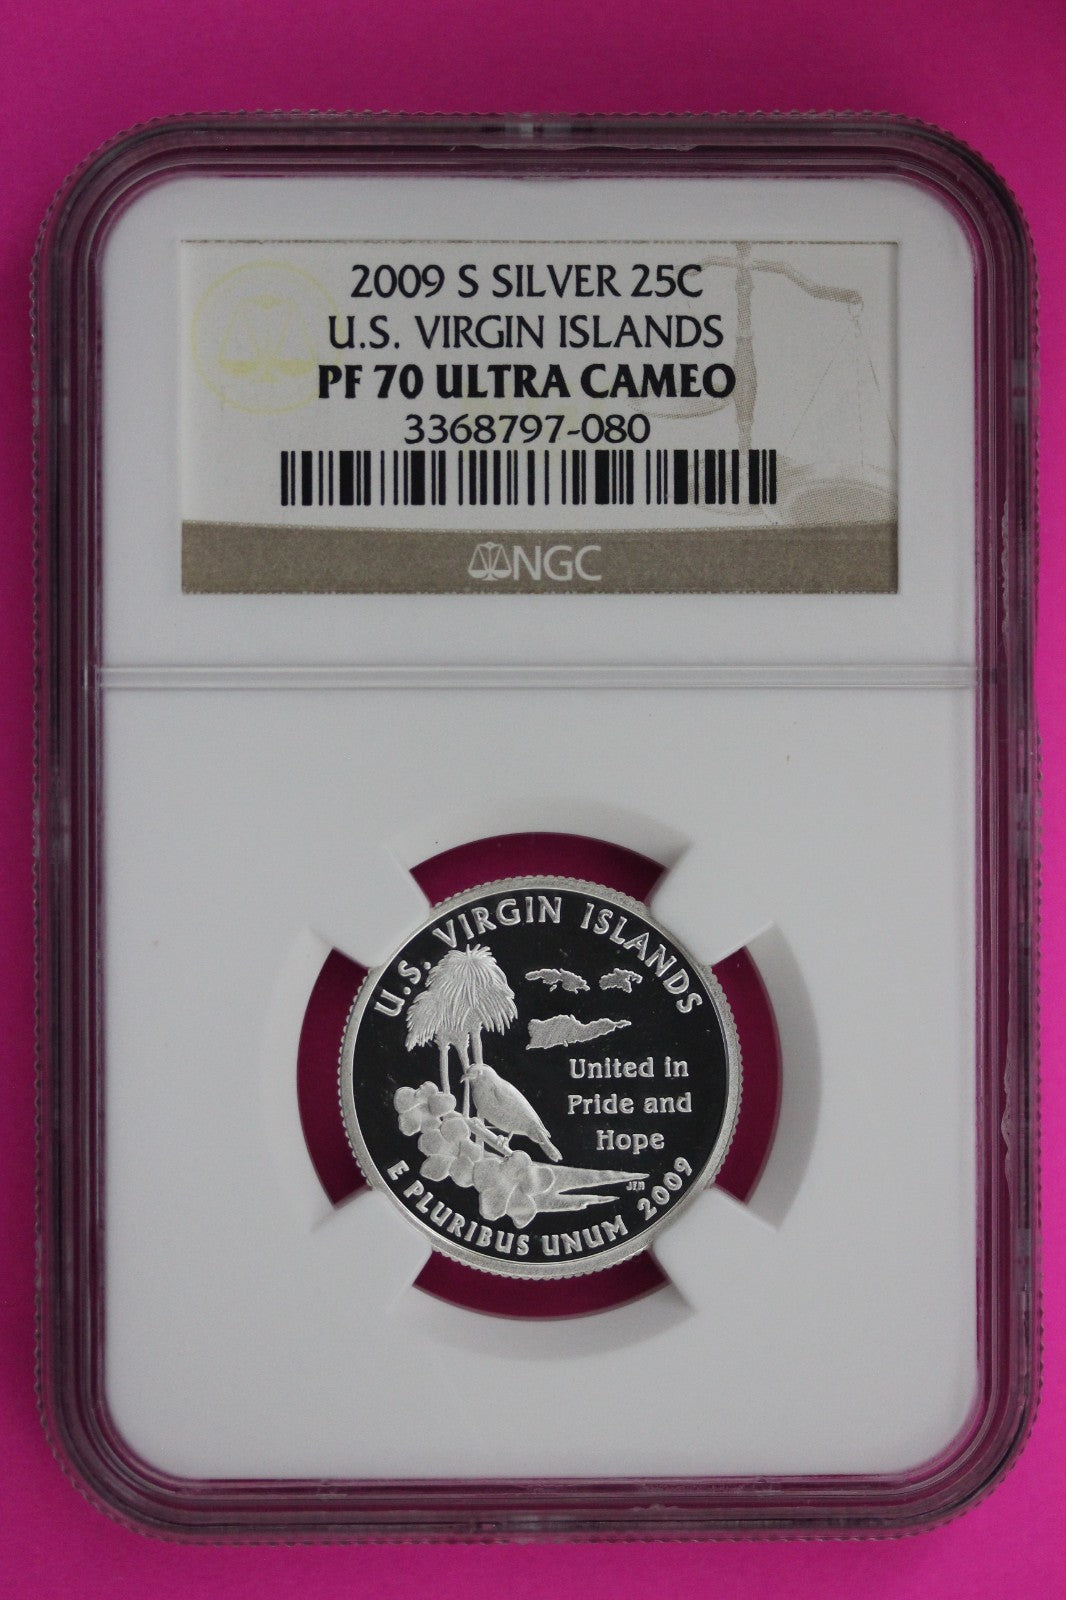 2009 S SILVER 25C
U.S. VIRGIN ISLANDS
PF 70 ULTRA CAMEO
3368797-080
NGC
U.S. VIRGIN ISLANDS
United in
Pride and
Hope
JFM
E PLURIBUS UNUM 2009